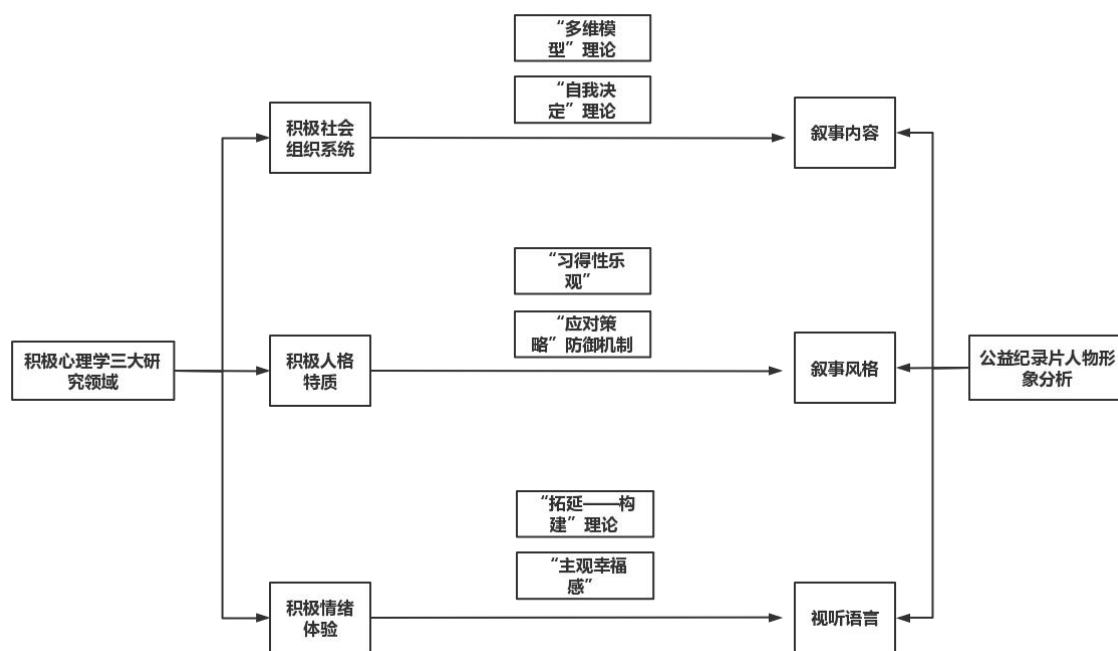 “多维模
型”理论
“自我决
定”理论
积极社会
组织系统
叙事内容
“习得性乐
观”
“应对策
略”防御机制
积极心理学三大研
究领域
积极人格
特质
叙事风格
公益纪录片人物形
象分析
“拓延——构
建”理论
“主观幸福
感”
积极情绪
体验
视听语言